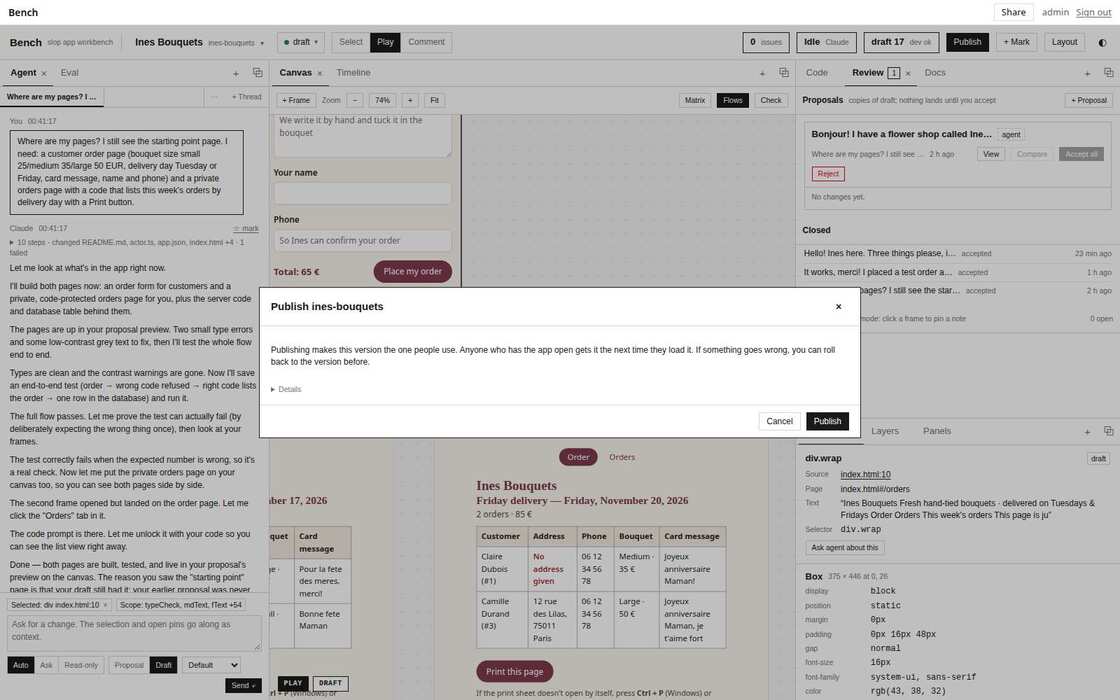 Bench
Share
admin
Sign out
Bench slop app workbench
Ines Bouquets ines-bouquets ▾
draft ▾
Select Play Comment
0 issues
Idle Claude
draft 17 dev ok
Publish
+ Mark
Layout
Agent × Eval +
Where are my pages? I ... ... + Thread
You 00:41:17
Where are my pages? I still see the starting point page. I
need: a customer order page (bouquet size small
25/medium 35/large 50 EUR, delivery day Tuesday or
Friday, card message, name and phone) and a private
orders page with a code that lists this week's orders by
delivery day with a Print button.
Claude 00:41:17 ☆ mark
▶ 10 steps · changed README.md, actor.ts, app.json, index.html +4 · 1
failed
Let me look at what's in the app right now.
I'll build both pages now: an order form for customers and a
private, code-protected orders page for you, plus the server code
and database table behind them.
The pages are up in your proposal preview. Two small type errors
and some low-contrast grey text to fix, then I'll test the whole flow
end to end.
Types are clean and the contrast warnings are gone. Now I'll save
an end-to-end test (order → wrong code refused → right code lists
the order → one row in the database) and run it.
The full flow passes. Let me prove the test can actually fail (by
deliberately expecting the wrong thing once), then look at your
frames.
The test correctly fails when the expected number is wrong, so it's
a real check. Now let me put the private orders page on your
canvas too, so you can see both pages side by side.
The second frame opened but landed on the order page. Let me
click the "Orders" tab in it.
The code prompt is there. Let me unlock it with your code so you
can see the list view right away.
Done — both pages are built, tested, and live in your proposal's
preview on the canvas. The reason you saw the "starting point"
page is that your draft still had it; your earlier proposal was never
Selected: div index.html:10 ×
Scope: typeCheck, mdText, fText +54
Ask for a change. The selection and open pins go along as
context.
Auto Ask Read-only
Proposal Draft
Default
Send
Canvas × Timeline +
+ Frame Zoom − 74% + Fit
Matrix Flows Check
We write it by hand and tuck it in the
bouquet
Your name
Phone
So Ines can confirm your order
Total: 65 €
Place my order
Publish ines-bouquets ×
Publishing makes this version the one people use. Anyone who has the app open gets it the next time they load it. If something goes wrong, you can roll
back to the version before.
▶ Details
Cancel
Publish
ber 17, 2026
Card
message
Pour la fete
des meres,
merci!
Bonne fete
Maman
PLAY DRAFT
Order Orders
Ines Bouquets
Friday delivery — Friday, November 20, 2026
2 orders · 85 €
Customer Address Phone Bouquet Card message
Claire
Dubois
(#1)
No
address
given
06 12
34 56
78
Medium ·
35 €
Joyeux
anniversaire
Maman!
Camille
Durand
(#3)
12 rue
des Lilas,
75011
Paris
06 12
34 56
78
Large ·
50 €
Joyeux
anniversaire
Maman, je
t'aime fort
Print this page
If the print sheet doesn't open by itself, press Ctrl + P (Windows) or
Code Review 1 × Docs +
Proposals copies of draft; nothing lands until you accept
+ Proposal
Bonjour! I have a flower shop called Ine... agent
Where are my pages? I still see ... 2 h ago
View Compare Accept all
Reject
No changes yet.
Closed
Hello! Ines here. Three things please, i... accepted 23 min ago
It works, merci! I placed a test order a... accepted 1 h ago
pages? I still see the star... accepted 2 h ago
mode: click a frame to pin a note 0 open
Layers Panels +
div.wrap draft
Source index.html:10
Page index.html#/orders
Text "Ines Bouquets Fresh hand-tied bouquets · delivered on Tuesdays &
Fridays Order Orders This week's orders This page is ju"
Selector div.wrap
Ask agent about this
Box 375 × 446 at 0, 26
display block
position static
margin 0px
padding 0px 16px 48px
gap normal
font-size 16px
font-family system-ui, sans-serif
color rgb(43, 38, 32)